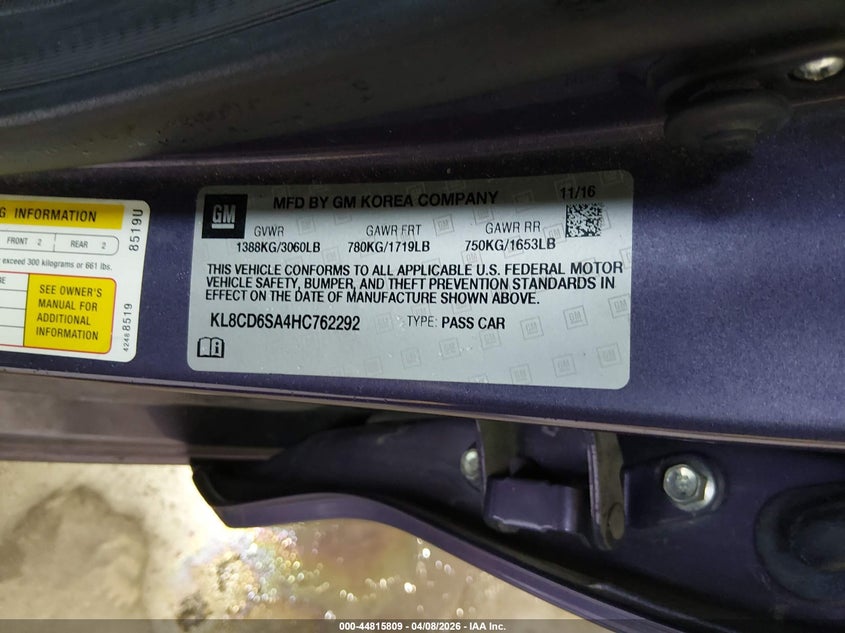 G INFORMATION
FRONT 2 REAR 2
exceed 300 kilograms or 661 lbs.
SEE OWNER'S
MANUAL FOR
ADDITIONAL
INFORMATION
8519U
42468519
GM
MFD BY GM KOREA COMPANY
11/16
GVWR GAWR FRT GAWR RR
1388KG/3060LB 780KG/1719LB 750KG/1653LB
THIS VEHICLE CONFORMS TO ALL APPLICABLE U.S. FEDERAL MOTOR
VEHICLE SAFETY, BUMPER, AND THEFT PREVENTION STANDARDS IN
EFFECT ON THE DATE OF MANUFACTURE SHOWN ABOVE.
KL8CD6SA4HC762292 TYPE: PASS CAR
000-44815809 - 04/08/2026 - IAA Inc.